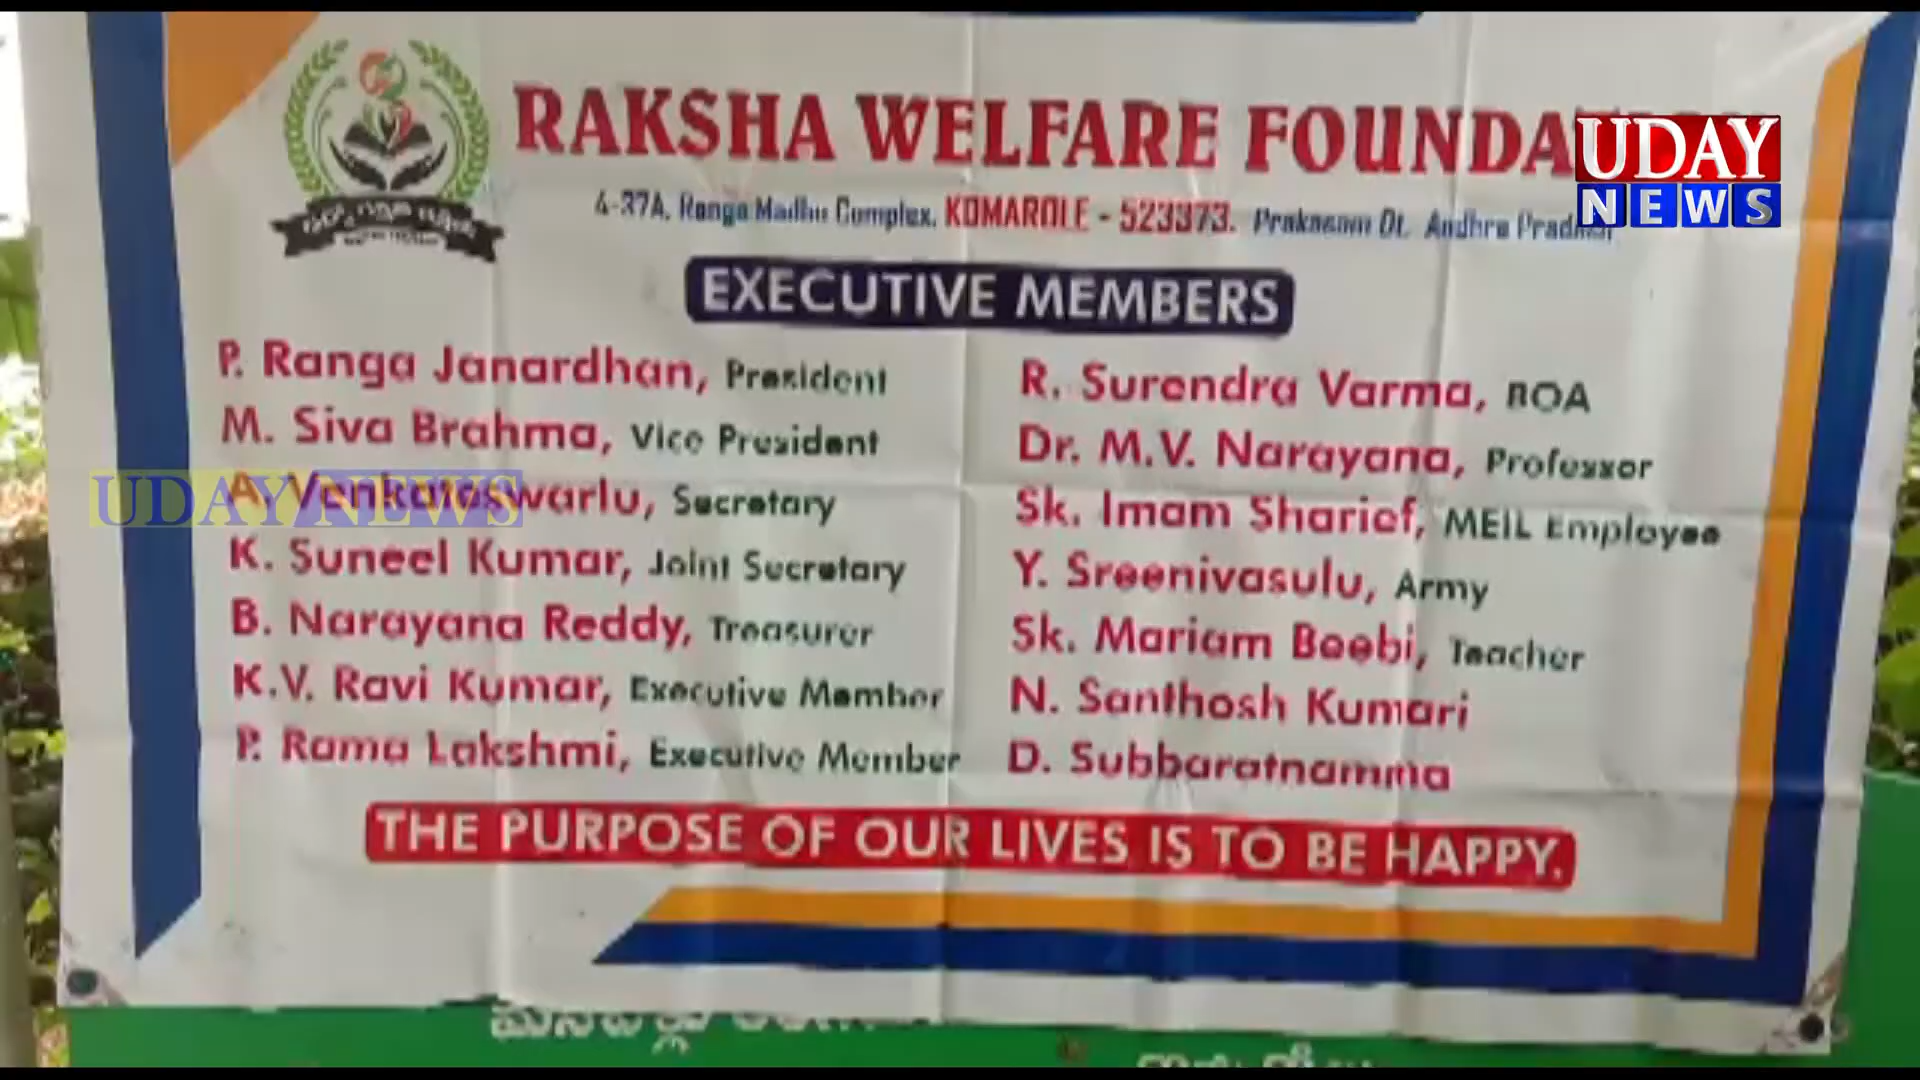 RAKSHA WELFARE
UDAY
NEWS
4-37A, Ranga Madhu Complex, KOMAROLE - 523373. Prakasam Dt. Andhra
EXECUTIVE MEMBERS
P. Ranga Janardhan, President
M. Siva Brahma, Vice President
A. Venkateswarlu, Secretary
K. Suneel Kumar, Joint Secretary
B. Narayana Reddy, Treasurer
K.V. Ravi Kumar, Executive Member
P. Rama Lakshmi, Executive Member
R. Surendra Varma, BOA
Dr. M.V. Narayana, Professor
Sk. Imam Sharief, MEIL Employee
Y. Sreenivasulu, Army
Sk. Mariam Beebi, Teacher
N. Santhosh Kumari
D. Subbaratnamma
UDAY NEWS
THE PURPOSE OF OUR LIVES IS TO BE HAPPY.